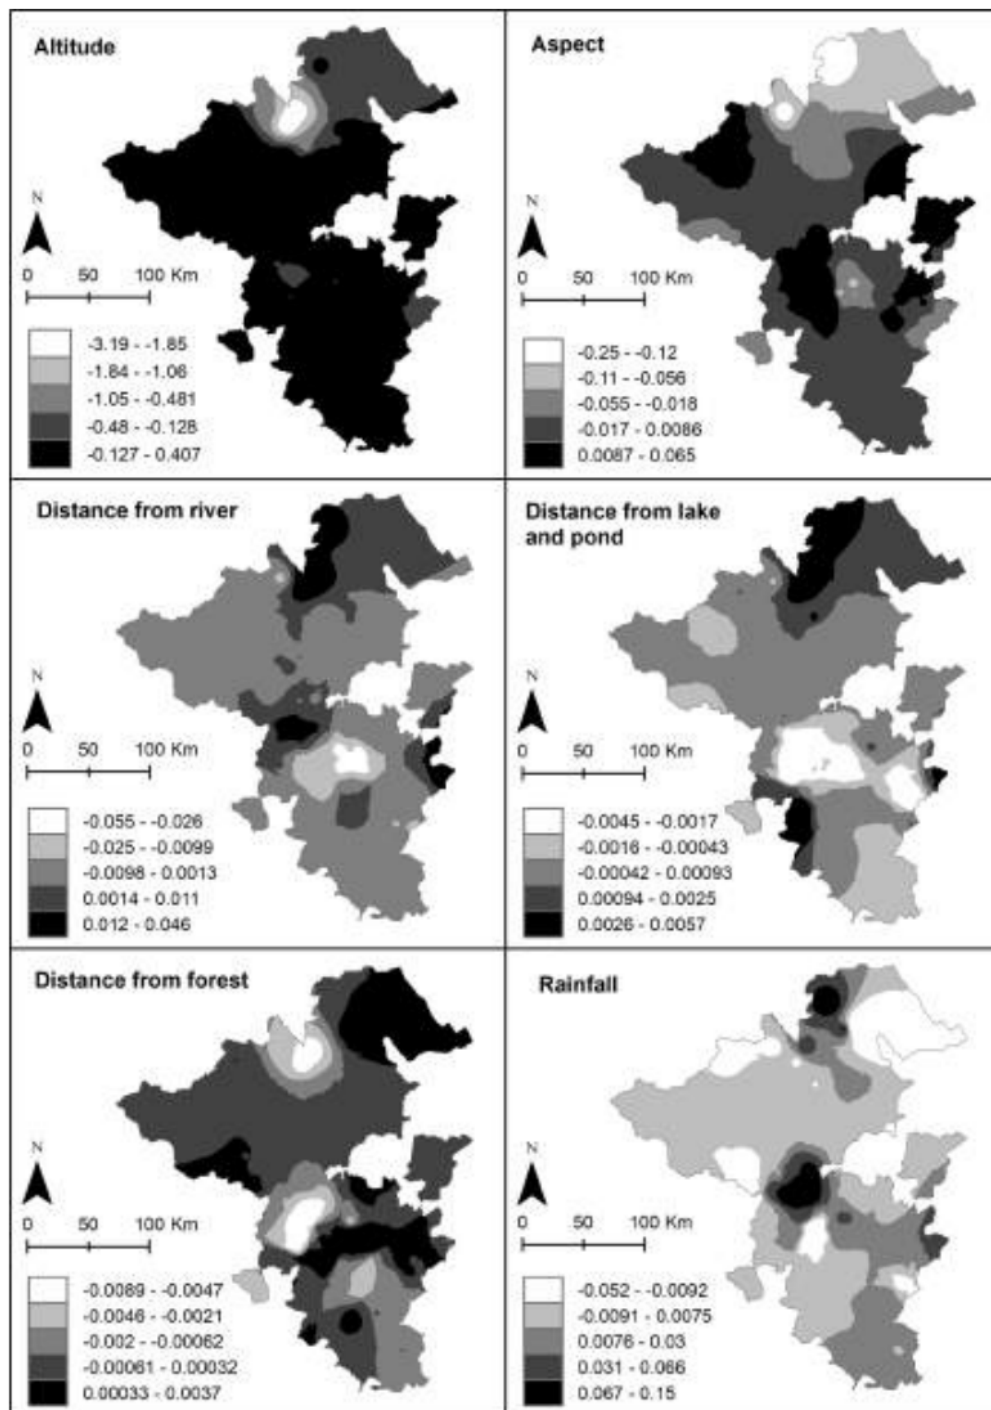 Altitude
N
0 50 100 Km
-3.19 - -1.85
-1.84 - -1.06
-1.05 - -0.481
-0.48 - -0.128
-0.127 - 0.407
Aspect
N
0 50 100 Km
-0.25 - -0.12
-0.11 - -0.056
-0.055 - -0.018
-0.017 - 0.0086
0.0087 - 0.065
Distance from river
N
0 50 100 Km
-0.055 - -0.026
-0.025 - -0.0099
-0.0098 - 0.0013
0.0014 - 0.011
0.012 - 0.046
Distance from lake
and pond
N
0 50 100 Km
-0.0045 - -0.0017
-0.0016 - -0.00043
-0.00042 - 0.00093
0.00094 - 0.0025
0.0026 - 0.0057
Distance from forest
N
0 50 100 Km
-0.0089 - -0.0047
-0.0046 - -0.0021
-0.002 - -0.00062
-0.00061 - 0.00032
0.00033 - 0.0037
Rainfall
N
0 50 100 Km
-0.052 - -0.0092
-0.0091 - 0.0075
0.0076 - 0.03
0.031 - 0.066
0.067 - 0.15